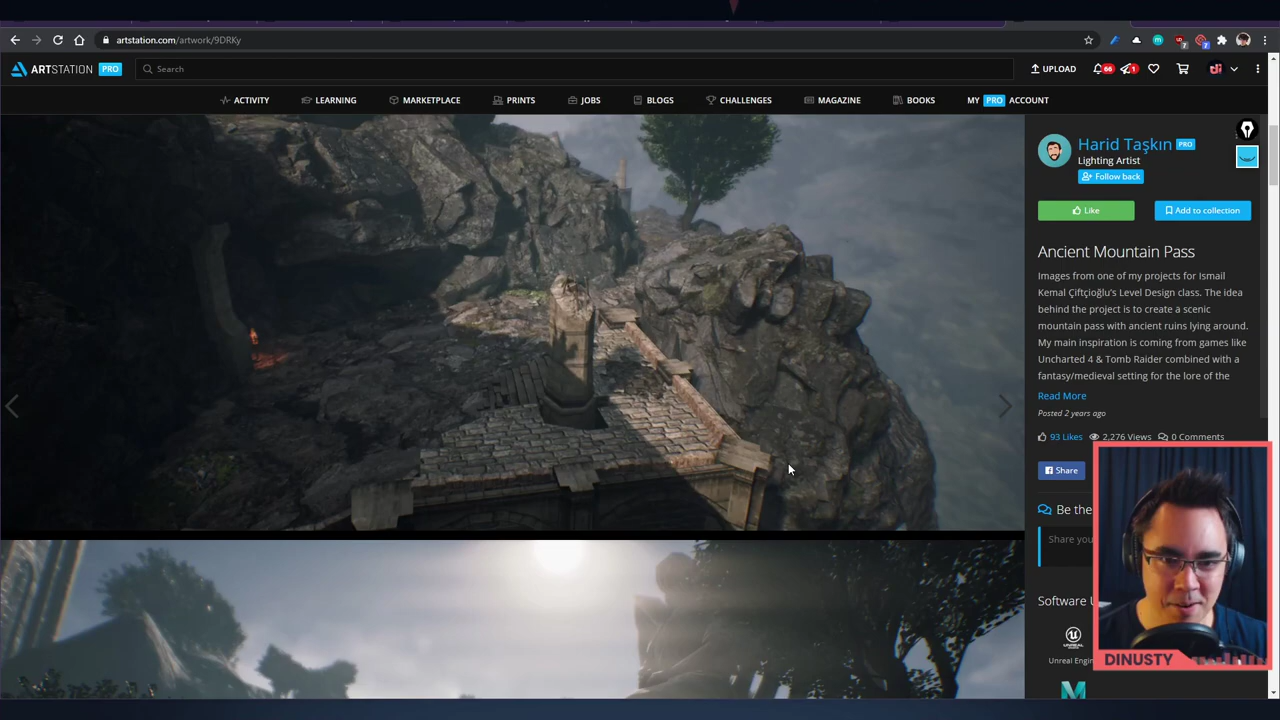 artstation.com/artwork/9DRKy
7
7
ARTSTATION PRO
Search
UPLOAD
66
1
ACTIVITY
LEARNING
MARKETPLACE
PRINTS
JOBS
BLOGS
CHALLENGES
MAGAZINE
BOOKS
MY PRO ACCOUNT
Harid Taşkın PRO
Lighting Artist
Follow back
Like
Add to collection
Ancient Mountain Pass
Images from one of my projects for Ismail
Kemal Çiftçioğlu's Level Design class. The idea
behind the project is to create a scenic
mountain pass with ancient ruins lying around.
My main inspiration is coming from games like
Uncharted 4 & Tomb Raider combined with a
fantasy/medieval setting for the lore of the
Read More
Posted 2 years ago
93 Likes
2,276 Views
0 Comments
Share
Be the
Share you
Software
Unreal Engin
DINUSTY